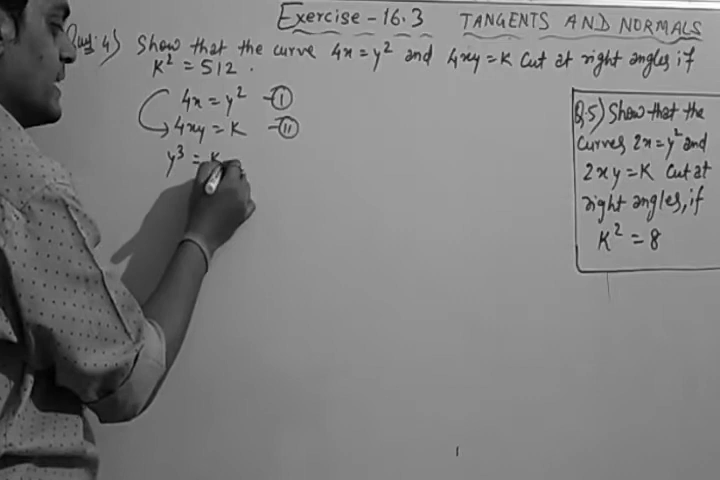 Exercise - 16.3 TANGENTS AND NORMALS
Ques: 4) Show that the curve 4x = y² and 4xy = K cut at right angles if
K² = 512 .
4x = y² - (I)
4xy = K - (II)
y³ = K
Q.5) Show that the
curves 2x = y² and
2xy = K cut at
right angles, if
K² = 8